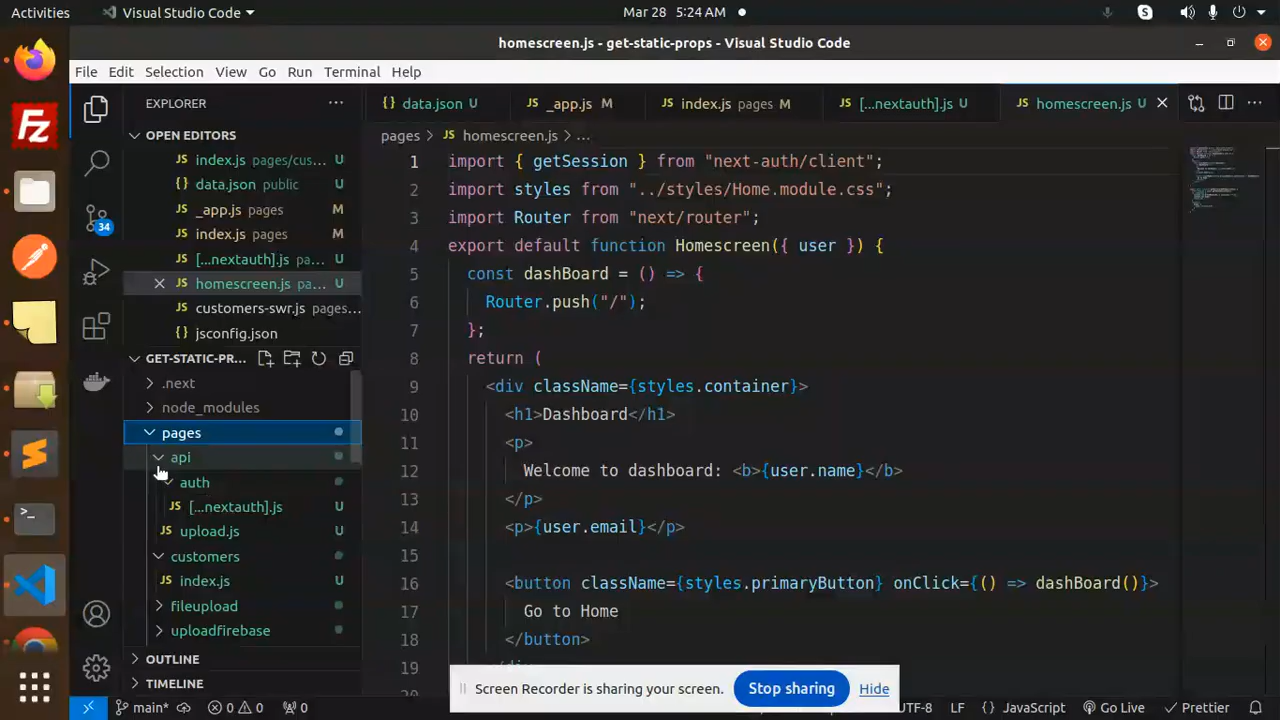 Activities
Visual Studio Code
Mar 28 5:24 AM
homescreen.js - get-static-props - Visual Studio Code
File Edit Selection View Go Run Terminal Help
EXPLORER
OPEN EDITORS
index.js pages/cus... U
data.json public U
_app.js pages M
index.js pages M
[...nextauth].js pa... U
homescreen.js pa... U
customers-swr.js pages...
jsconfig.json
GET-STATIC-PR...
.next
node_modules
pages
api
auth
[...nextauth].js U
upload.js U
customers
index.js U
fileupload
uploadfirebase
OUTLINE
TIMELINE
34
data.json U
_app.js M
index.js pages M
[...nextauth].js U
homescreen.js U
pages > homescreen.js > ...
1 import { getSession } from "next-auth/client";
2 import styles from "../styles/Home.module.css";
3 import Router from "next/router";
4 export default function Homescreen({ user }) {
5 const dashBoard = () => {
6 Router.push("/");
7 };
8 return (
9 <div className={styles.container}>
10 <h1>Dashboard</h1>
11 <p>
12 Welcome to dashboard: <b>{user.name}</b>
13 </p>
14 <p>{user.email}</p>
15
16 <button className={styles.primaryButton} onClick={() => dashBoard()}>
17 Go to Home
18 </button>
19
Screen Recorder is sharing your screen.
Stop sharing
Hide
main* 0 0 0 UTF-8 LF {} JavaScript Go Live Prettier